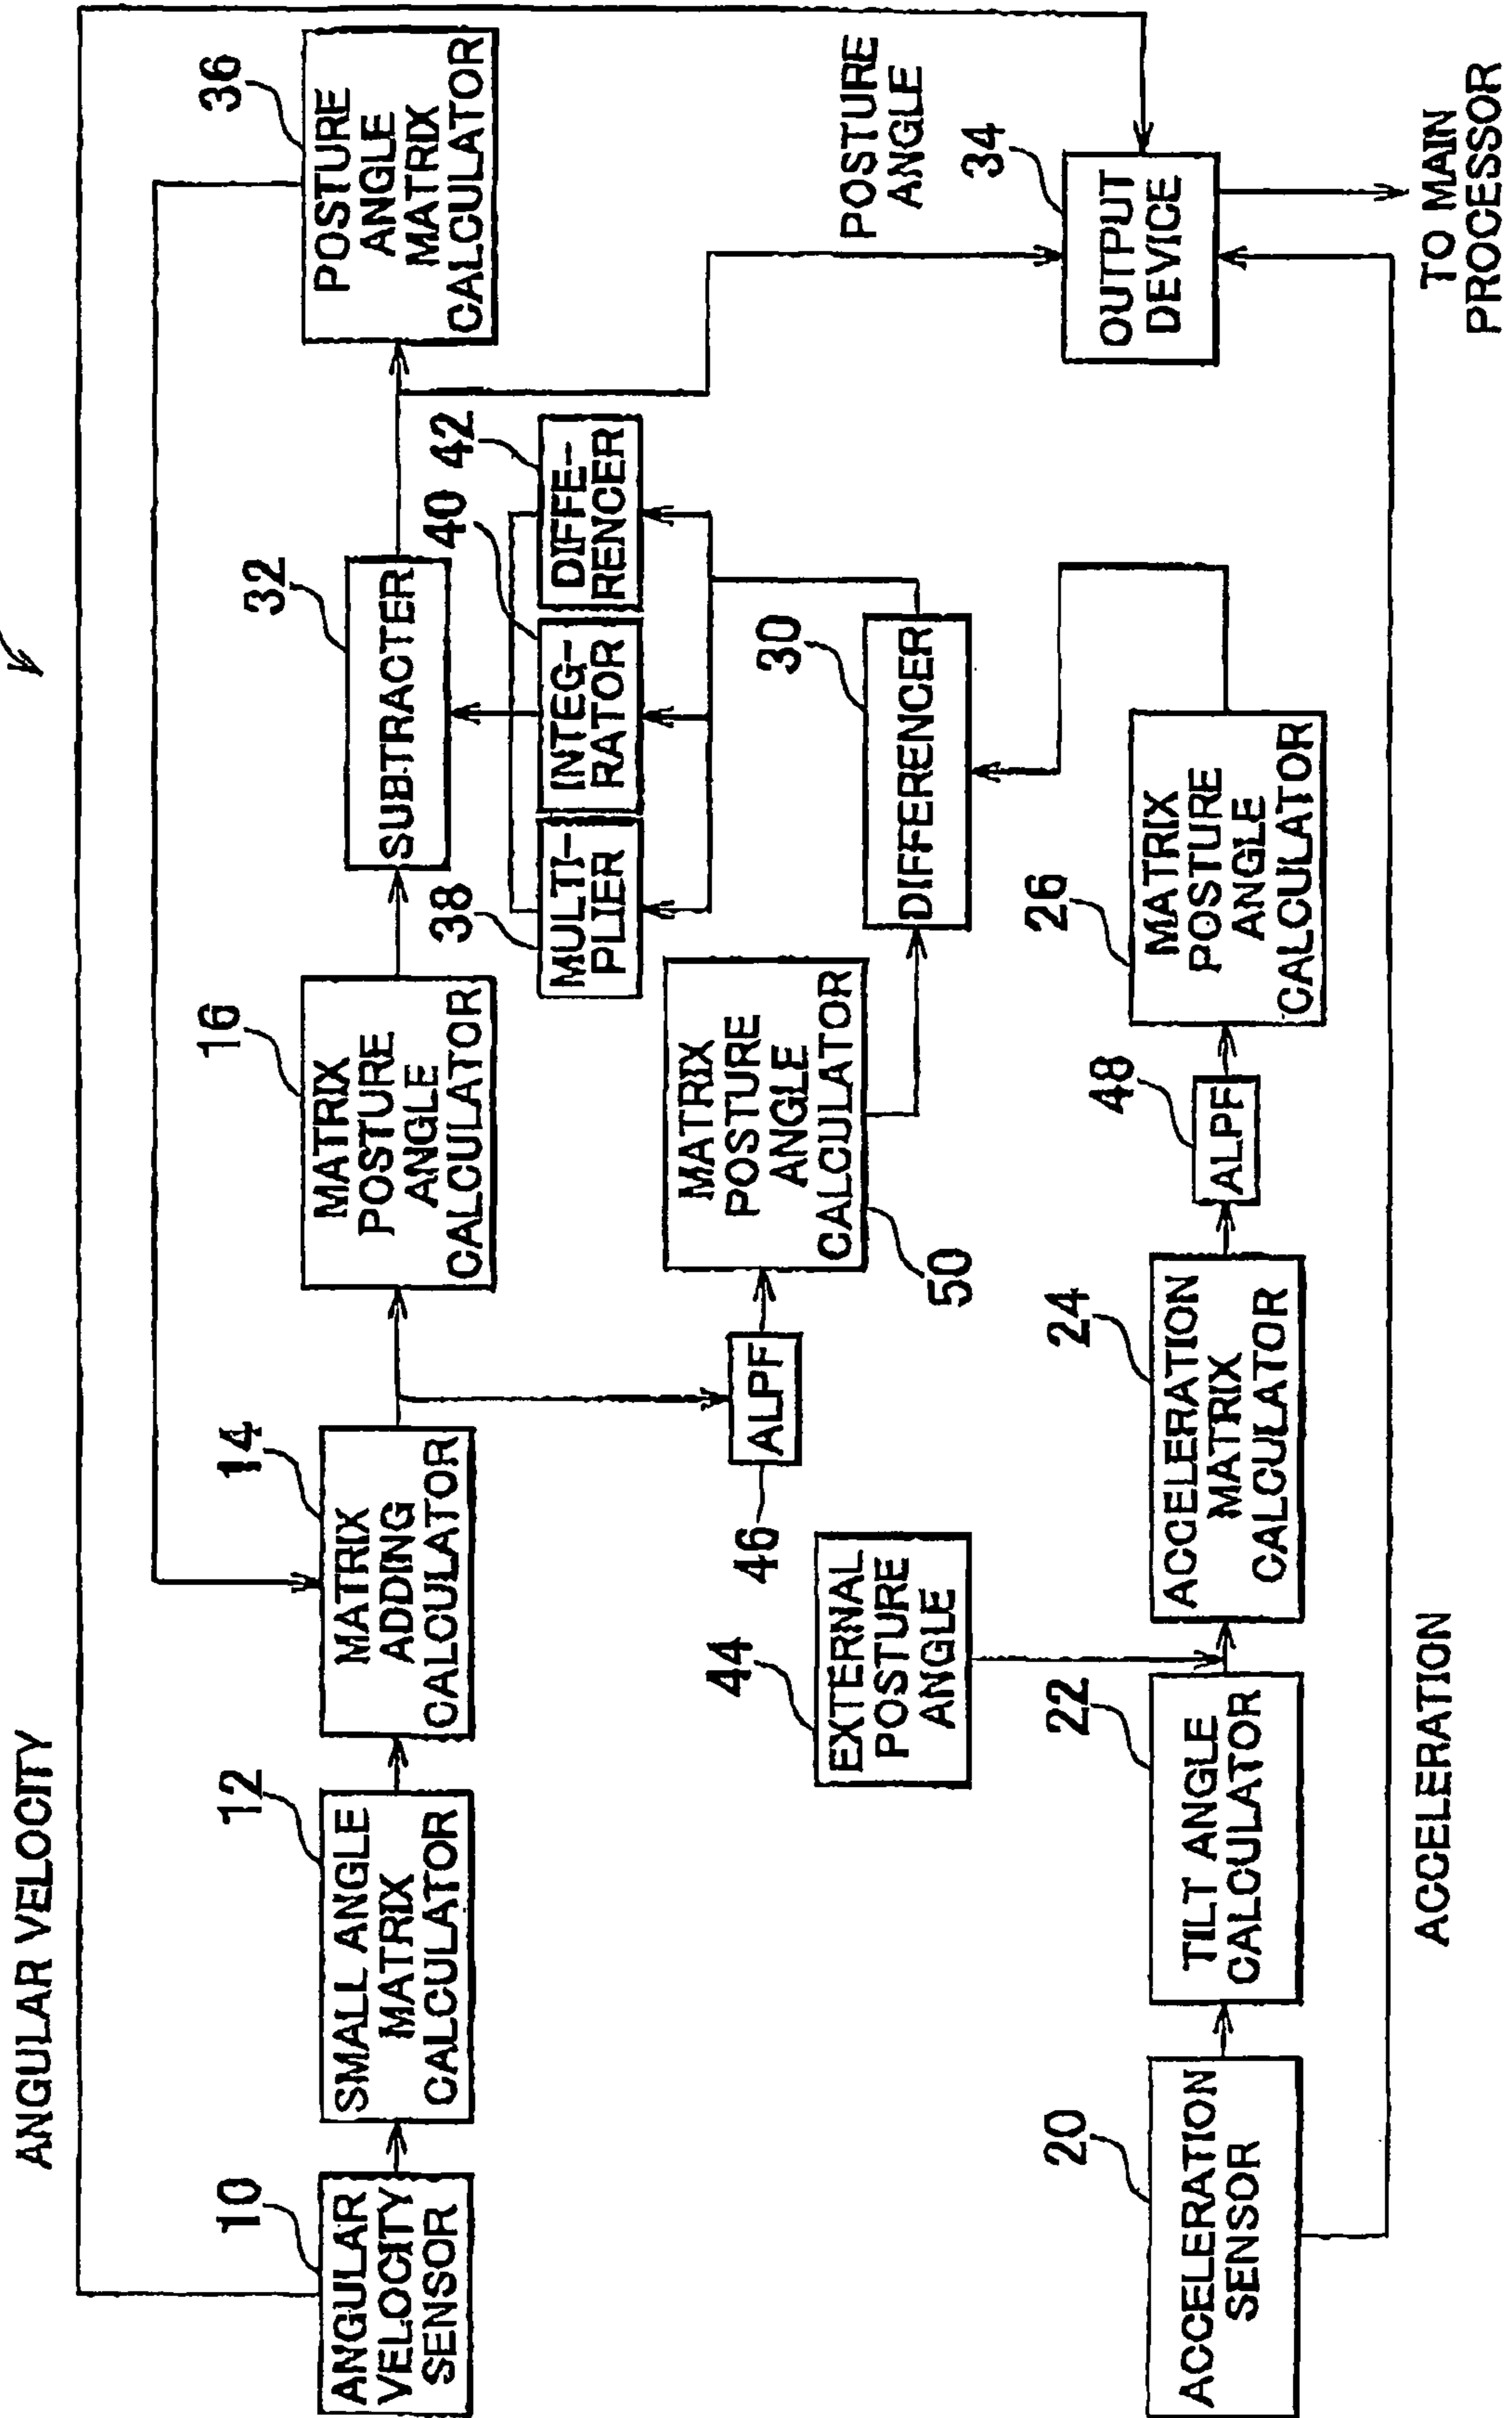 ANGULAR VELOCITY
10
ANGULAR
VELOCITY
SENSOR
12
SMALL ANGLE
MATRIX
CALCULATOR
14
MATRIX
ADDING
CALCULATOR
16
MATRIX
POSTURE
ANGLE
CALCULATOR
32
SUBTRACTER
36
POSTURE
ANGLE
MATRIX
CALCULATOR
38
MULTI-
PLIER
40
INTEG-
RATOR
42
DIFFE-
RENCER
46
ALPF
MATRIX
POSTURE
ANGLE
CALCULATOR
50
30
DIFFERENCER
POSTURE
ANGLE
34
OUTPUT
DEVICE
TO MAIN
PROCESSOR
44
EXTERNAL
POSTURE
ANGLE
20
ACCELERATION
SENSOR
22
TILT ANGLE
CALCULATOR
24
ACCELERATION
MATRIX
CALCULATOR
48
ALPF
26
MATRIX
POSTURE
ANGLE
CALCULATOR
ACCELERATION